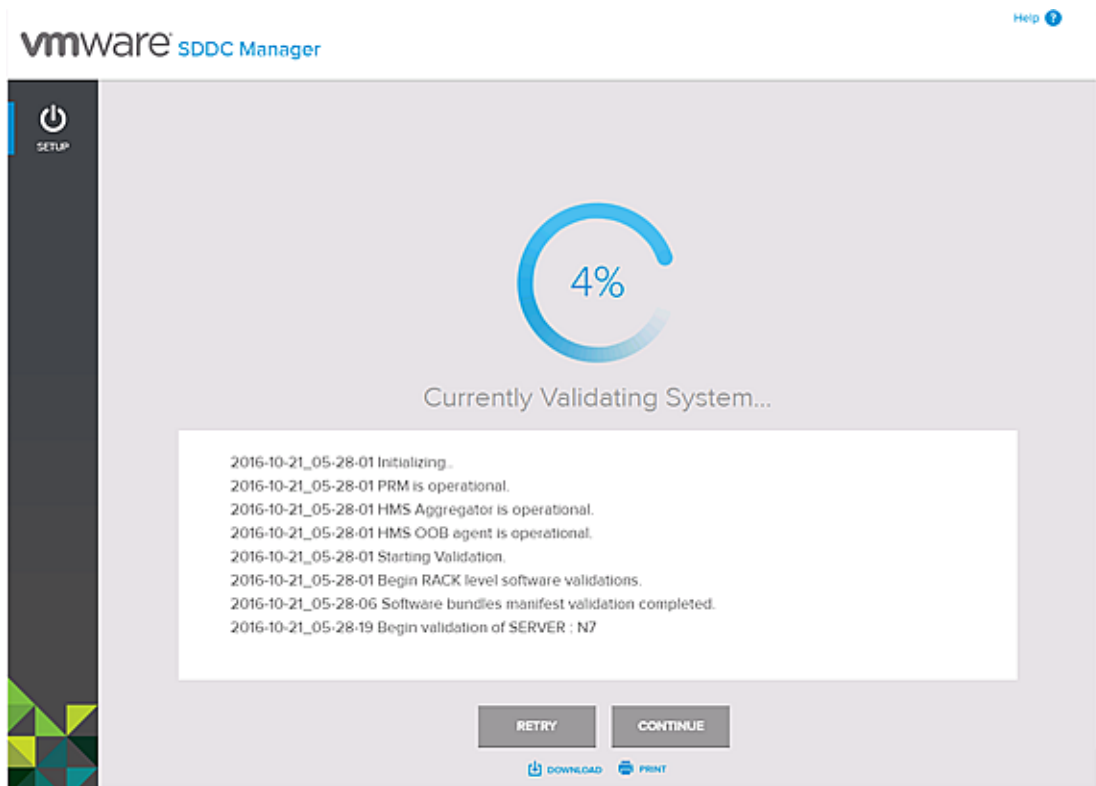 Help ?
vmware SDDC Manager
SETUP
4%
Currently Validating System...
2016-10-21_05-28-01 Initializing..
2016-10-21_05-28-01 PRM is operational.
2016-10-21_05-28-01 HMS Aggregator is operational.
2016-10-21_05-28-01 HMS OOB agent is operational.
2016-10-21_05-28-01 Starting Validation.
2016-10-21_05-28-01 Begin RACK level software validations.
2016-10-21_05-28-06 Software bundles manifest validation completed.
2016-10-21_05-28-19 Begin validation of SERVER : N7
RETRY CONTINUE
DOWNLOAD PRINT